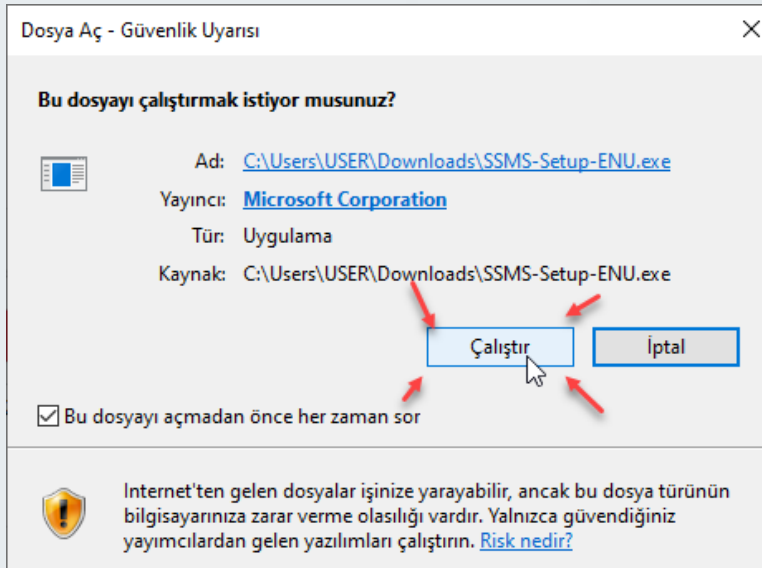 Dosya Aç - Güvenlik Uyarısı
Bu dosyayı çalıştırmak istiyor musunuz?
Ad: C:\Users\USER\Downloads\SSMS-Setup-ENU.exe
Yayıncı: Microsoft Corporation
Tür: Uygulama
Kaynak: C:\Users\USER\Downloads\SSMS-Setup-ENU.exe
Çalıştır İptal
Bu dosyayı açmadan önce her zaman sor
Internet'ten gelen dosyalar işinize yarayabilir, ancak bu dosya türünün
bilgisayarınıza zarar verme olasılığı vardır. Yalnızca güvendiğiniz
yayımcılardan gelen yazılımları çalıştırın. Risk nedir?